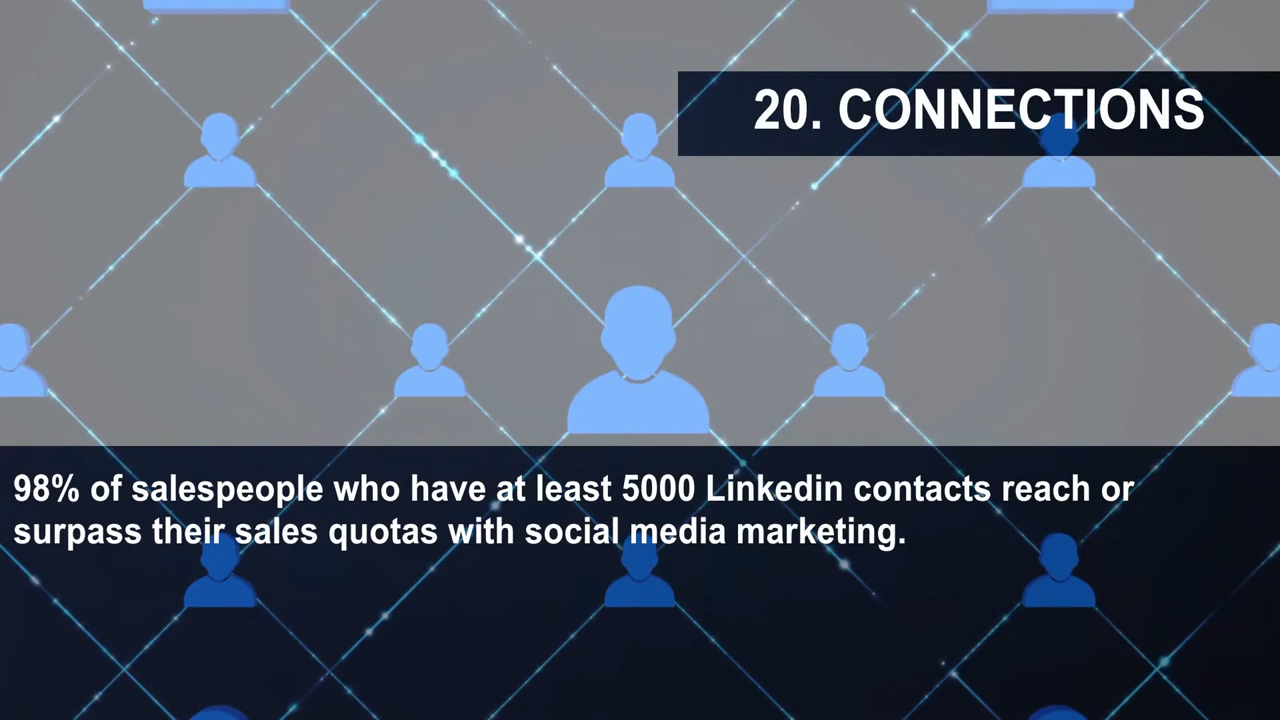 20. CONNECTIONS
98% of salespeople who have at least 5000 Linkedin contacts reach or
surpass their sales quotas with social media marketing.